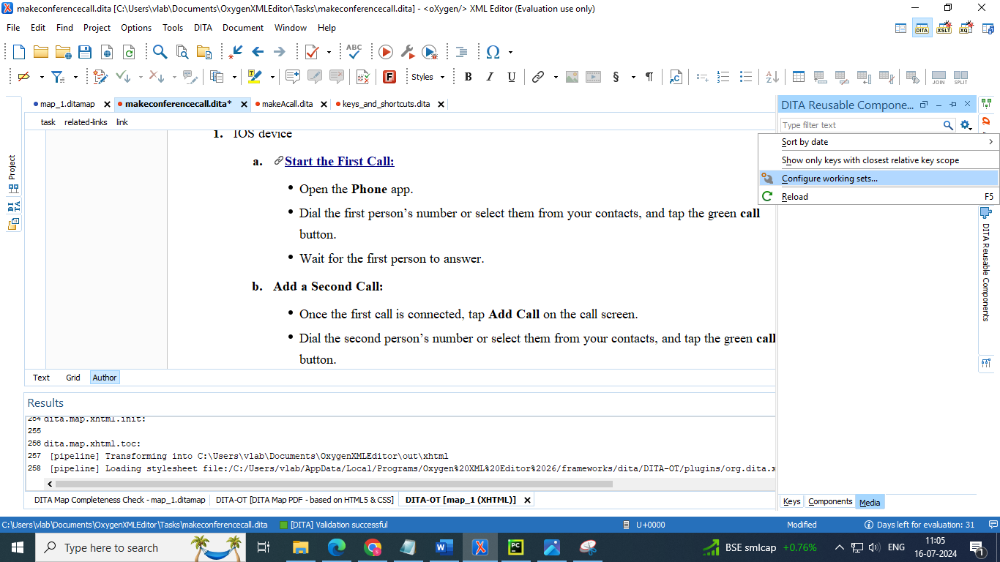 makeconferencecall.dita [C:\Users\vlab\Documents\OxygenXMLEditor\Tasks\makeconferencecall.dita] - <oXygen/> XML Editor (Evaluation use only)
File Edit Find Project Options Tools DITA Document Window Help
DITA XSLT XQ
ABC
Styles B I U § ¶ JOIN SPLIT
map_1.ditamap makeconferencecall.dita* makeAcall.dita keys_and_shortcuts.dita
DITA Reusable Compone...
task related-links link
Type filter text
1. IOS device
Sort by date
Show only keys with closest relative key scope
Configure working sets...
Reload F5
Project
DITA
DITA Reusable Components
a. Start the First Call:
• Open the Phone app.
• Dial the first person's number or select them from your contacts, and tap the green call
button.
• Wait for the first person to answer.
b. Add a Second Call:
• Once the first call is connected, tap Add Call on the call screen.
• Dial the second person's number or select them from your contacts, and tap the green call
button.
Text Grid Author
Results
254 dita.map.xhtml.init:
255
256 dita.map.xhtml.toc:
257 [pipeline] Transforming into C:\Users\vlab\Documents\OxygenXMLEditor\out\xhtml
258 [pipeline] Loading stylesheet file:/C:/Users/vlab/AppData/Local/Programs/Oxygen%20XML%20Editor%2026/frameworks/dita/DITA-OT/plugins/org.dita.x
DITA Map Completeness Check - map_1.ditamap DITA-OT [DITA Map PDF - based on HTML5 & CSS] DITA-OT [map_1 (XHTML)]
Keys Components Media
C:\Users\vlab\Documents\OxygenXMLEditor\Tasks\makeconferencecall.dita [DITA] Validation successful U+0000 Modified Days left for evaluation: 31
Type here to search
BSE smlcap +0.76% ENG 11:05
16-07-2024
1